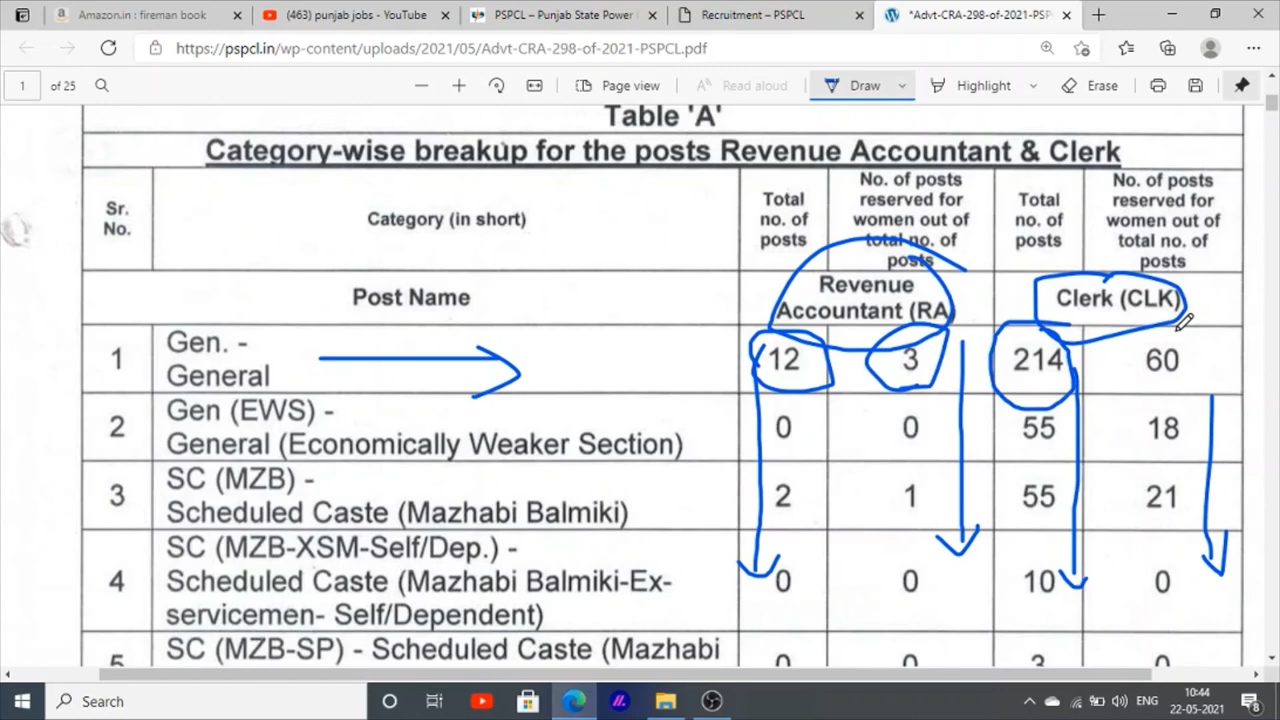 Amazon.in : fireman book
(463) punjab jobs - YouTube
PSPCL – Punjab State Power
Recruitment – PSPCL
*Advt-CRA-298-of-2021-PSP
https://pspcl.in/wp-content/uploads/2021/05/Advt-CRA-298-of-2021-PSPCL.pdf
1 of 25
Page view
Read aloud
Draw
Highlight
Erase
Table 'A'
Category-wise breakup for the posts Revenue Accountant & Clerk
Sr. No.
Category (in short)
Total no. of posts
No. of posts reserved for women out of total no. of posts
Total no. of posts
No. of posts reserved for women out of total no. of posts
Post Name
Revenue Accountant (RA)
Clerk (CLK)
1
Gen. -
General
12
3
214
60
2
Gen (EWS) -
General (Economically Weaker Section)
0
0
55
18
3
SC (MZB) -
Scheduled Caste (Mazhabi Balmiki)
2
1
55
21
4
SC (MZB-XSM-Self/Dep.) -
Scheduled Caste (Mazhabi Balmiki-Ex-
servicemen- Self/Dependent)
0
0
10
0
5
SC (MZB-SP) - Scheduled Caste (Mazhabi
0
0
3
0
Search
ENG
10:44
22-05-2021
8